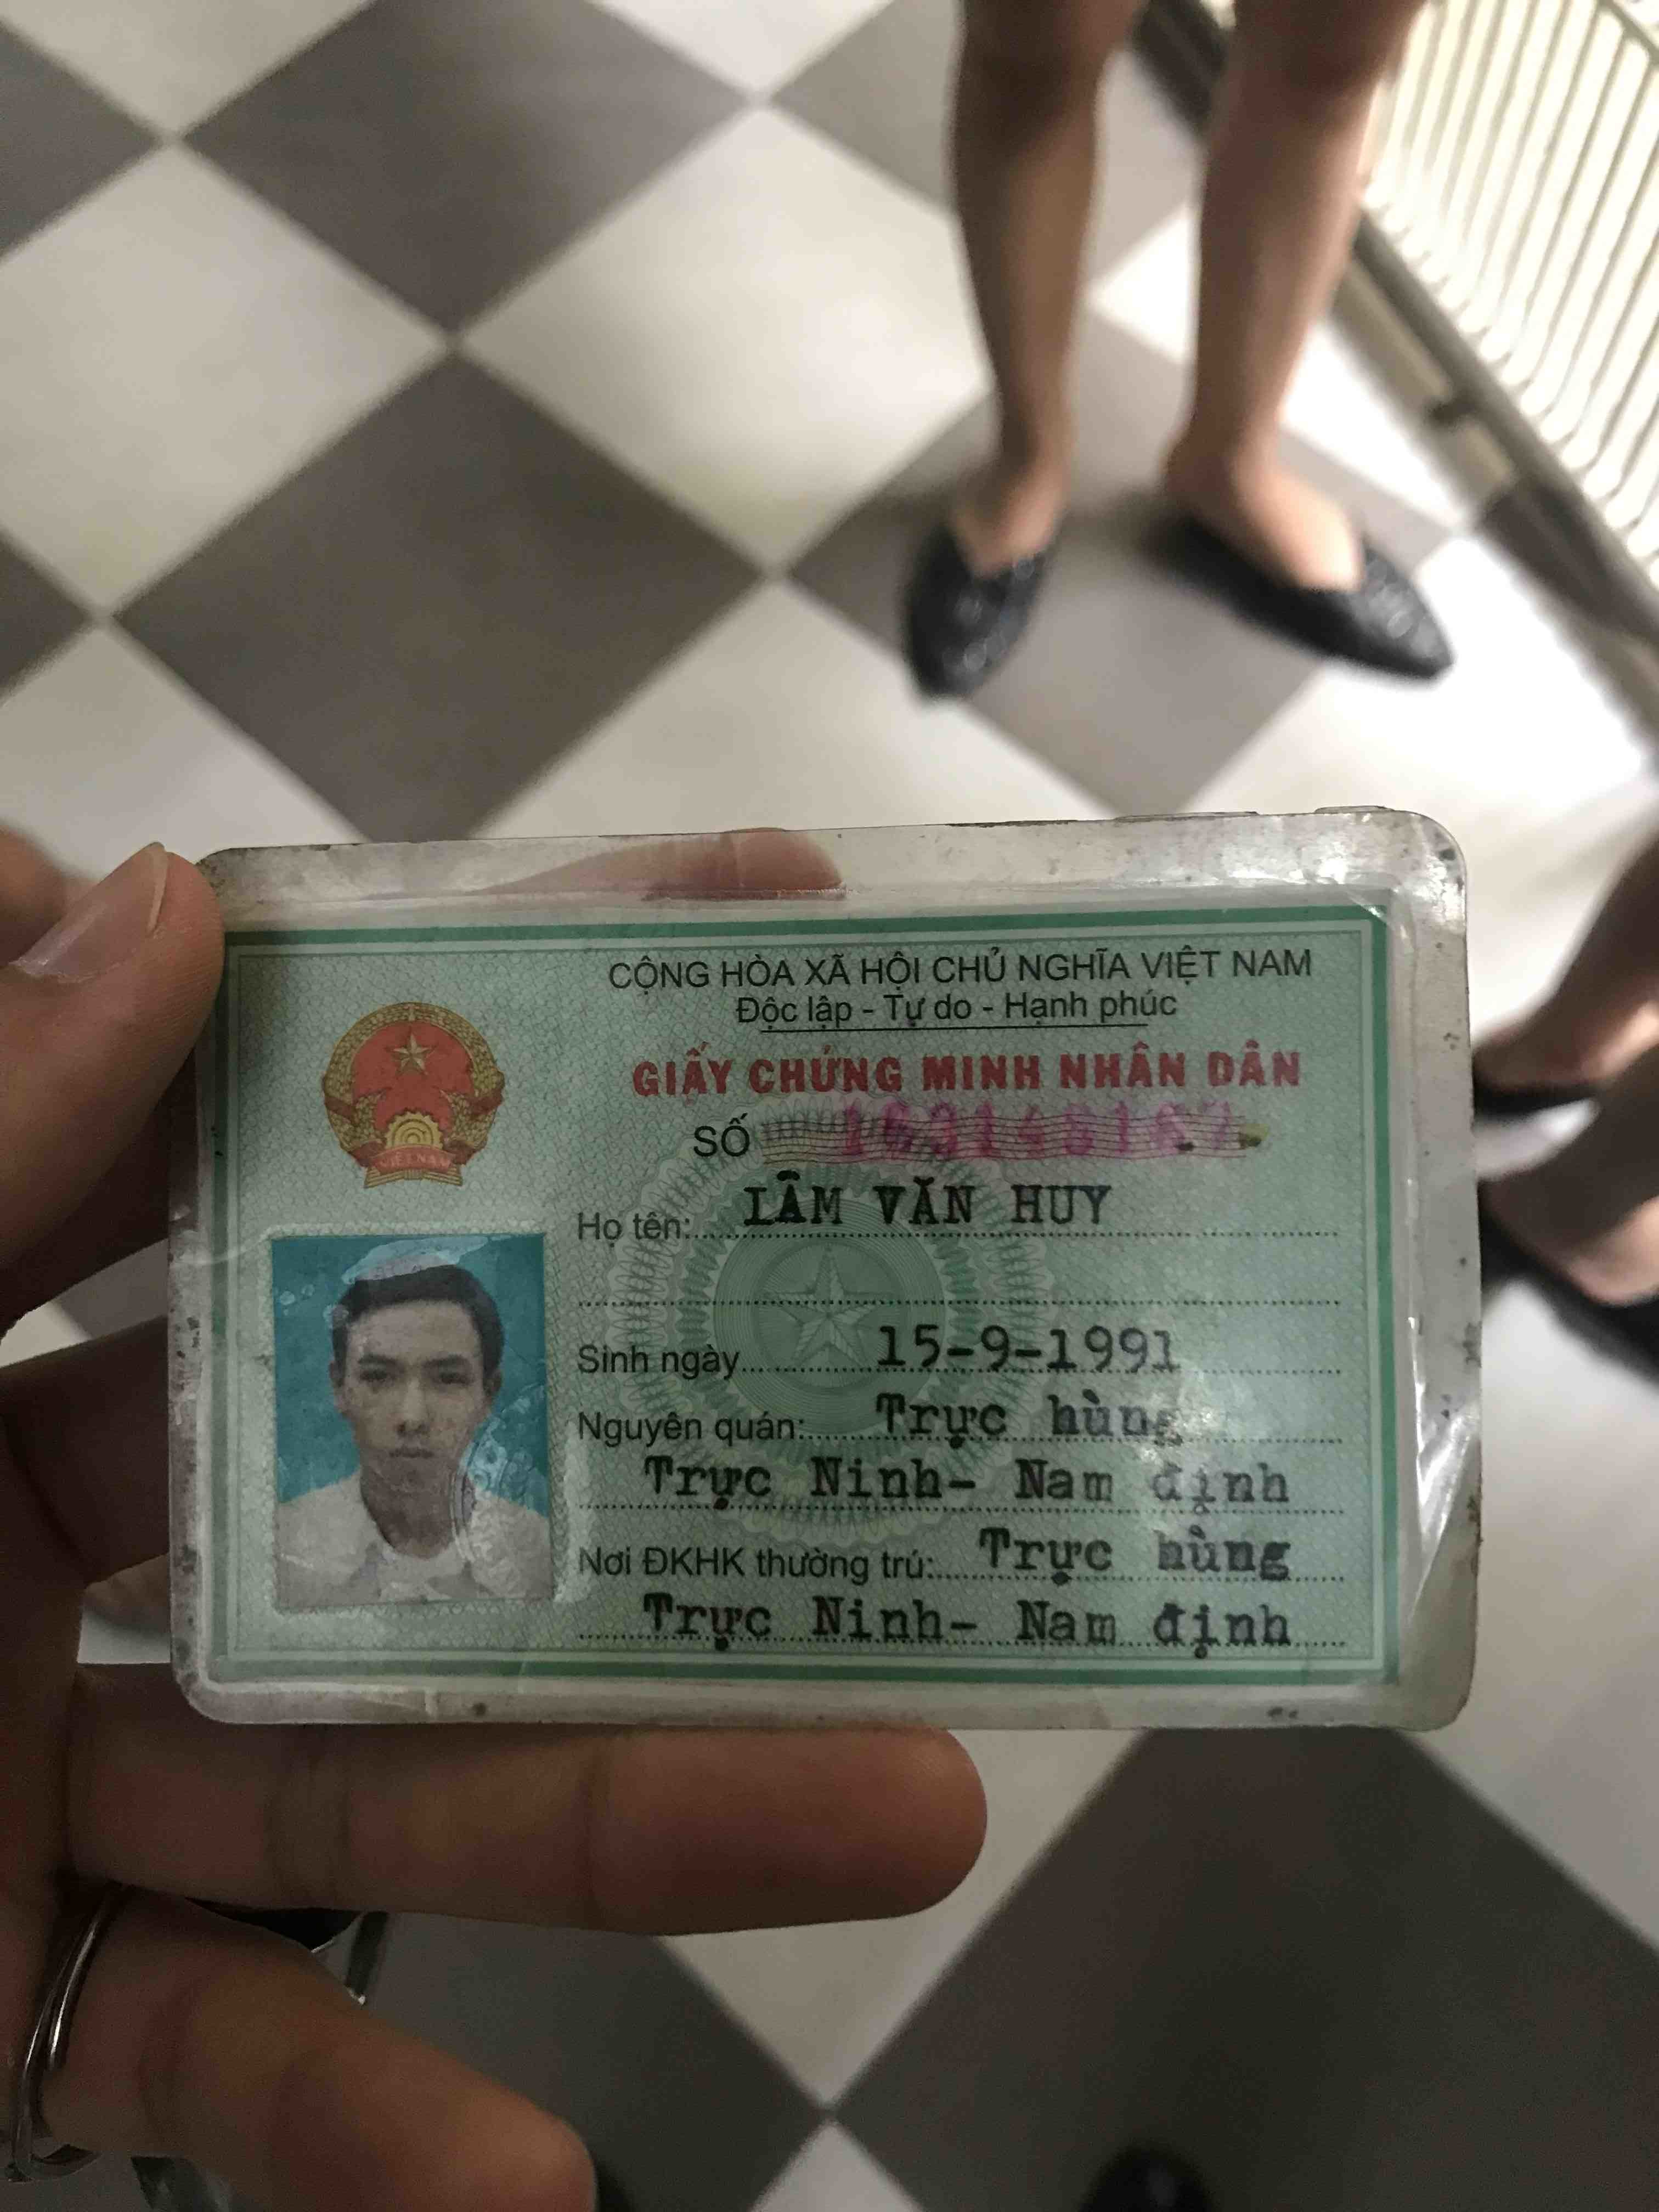 CỘNG HÒA XÃ HỘI CHỦ NGHĨA VIỆT NAM
Độc lập - Tự do - Hạnh phúc
GIẤY CHỨNG MINH NHÂN DÂN
SỐ
VIỆT NAM
Họ tên: LÂM VĂN HUY
Sinh ngày 15-9-1991
Nguyên quán: Trực hùng
Trực Ninh- Nam định
Nơi ĐKHK thường trú: Trực hùng
Trực Ninh- Nam định